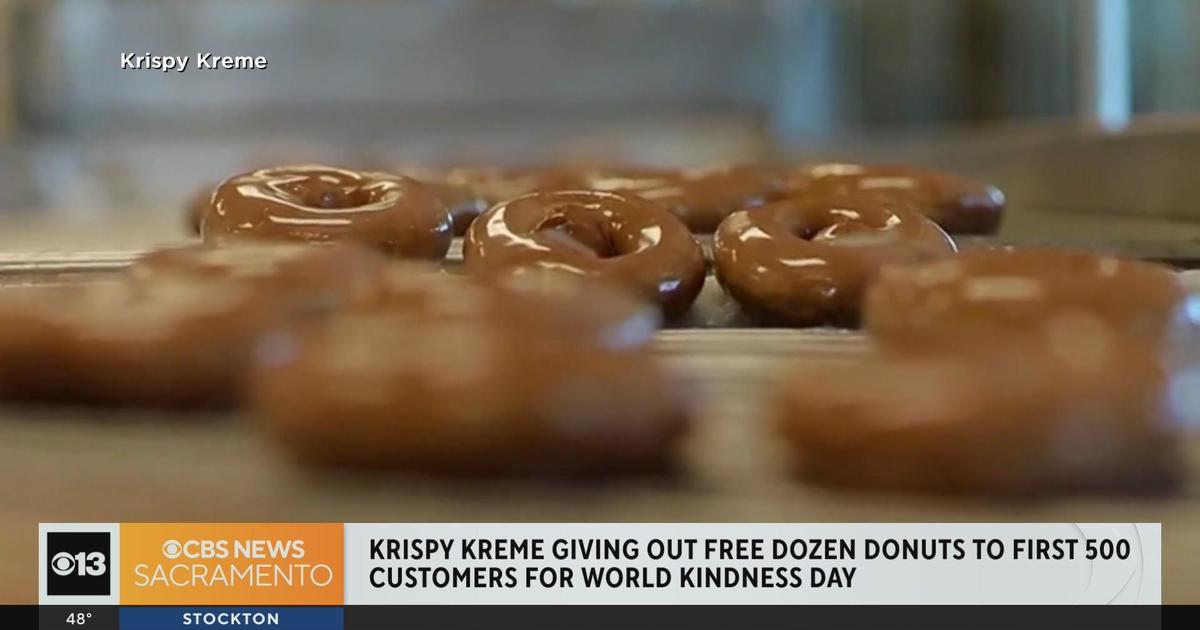 Krispy Kreme
13
CBS NEWS
SACRAMENTO
KRISPY KREME GIVING OUT FREE DOZEN DONUTS TO FIRST 500
CUSTOMERS FOR WORLD KINDNESS DAY
48°
STOCKTON